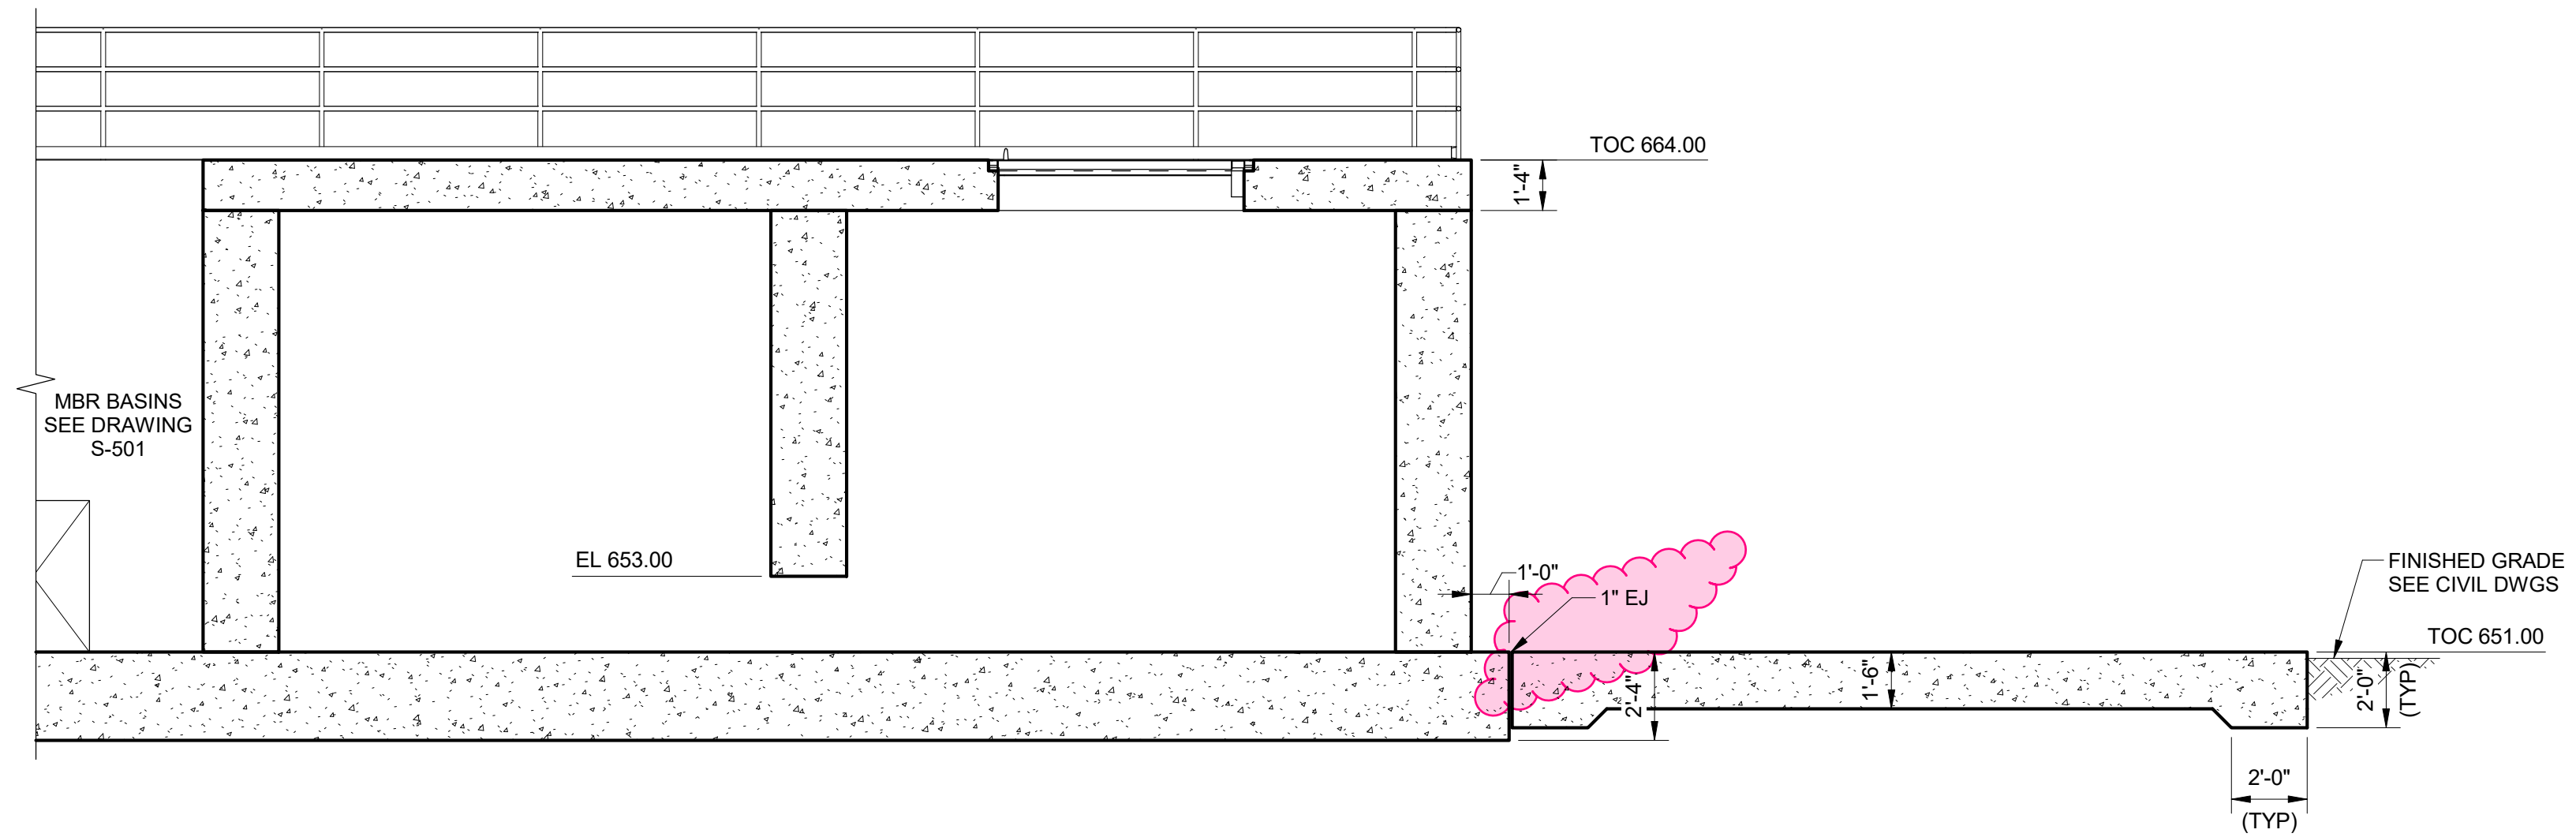 TOC 664.00
1'-4"
MBR BASINS
SEE DRAWING
S-501
EL 653.00
1'-0"
1" EJ
FINISHED GRADE
SEE CIVIL DWGS
TOC 651.00
2'-4"
1'-6"
2'-0"
(TYP)
2'-0"
(TYP)